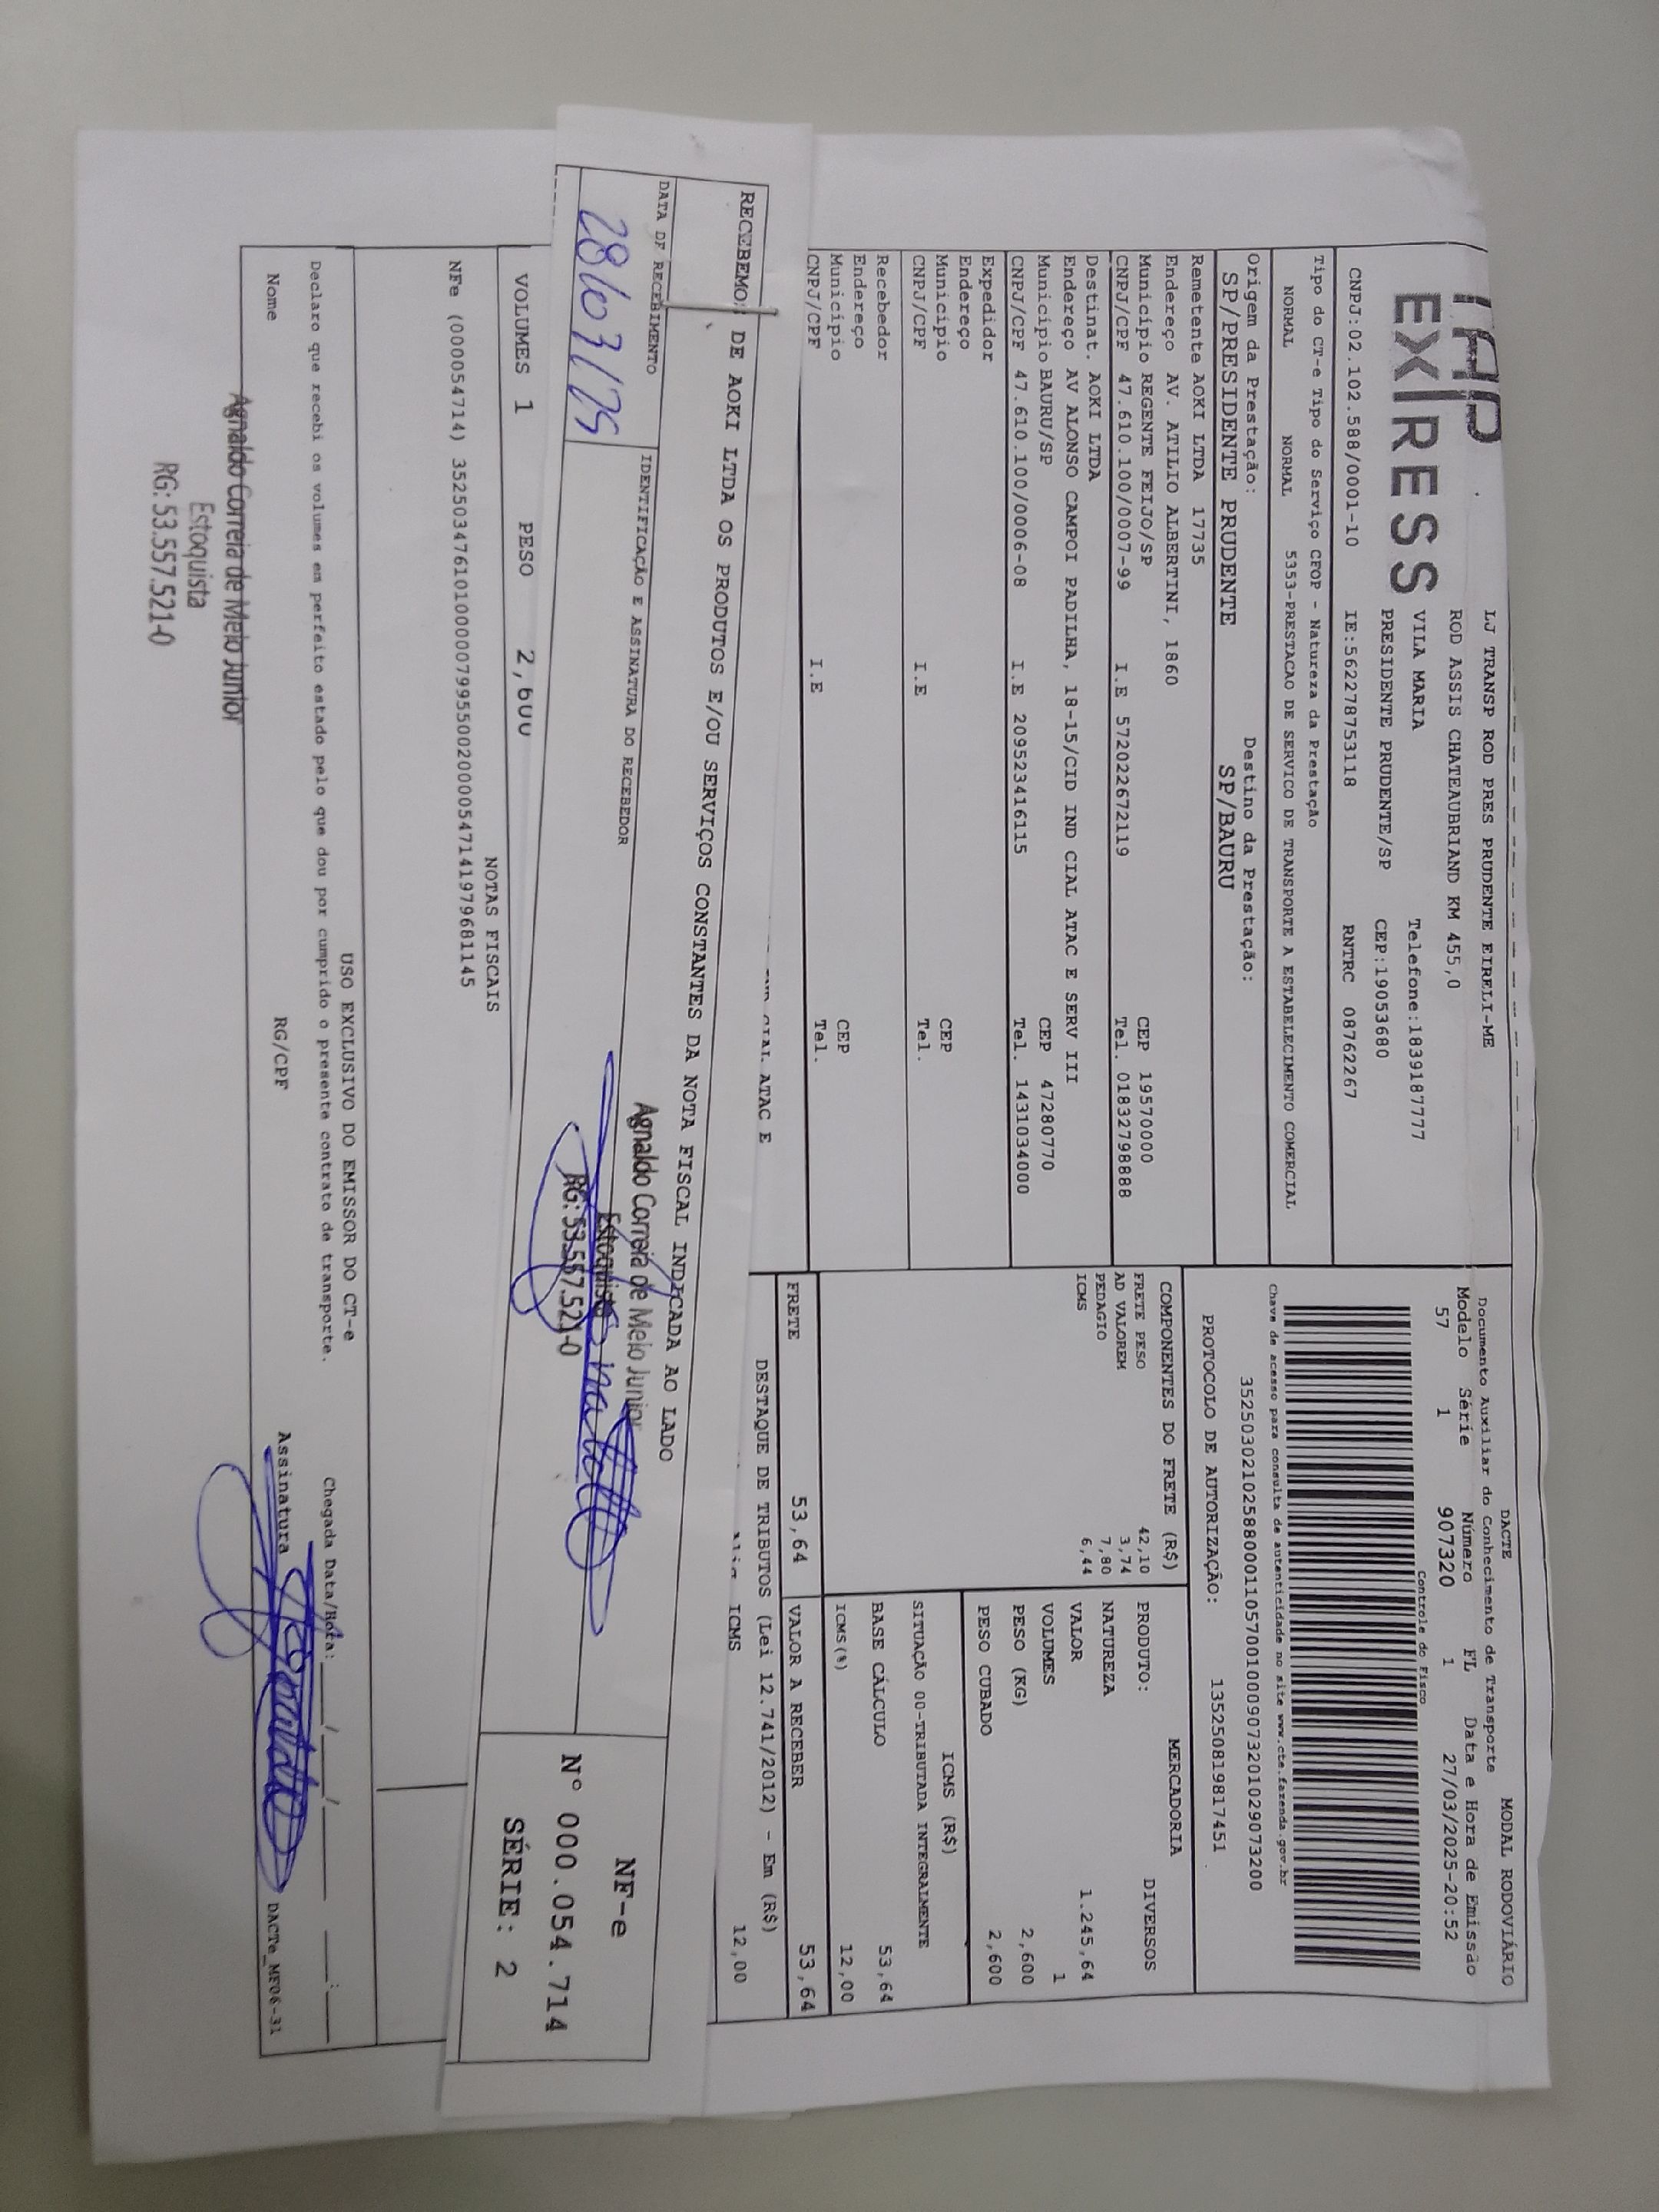 EXPRESS
LJ TRANSP ROD PRES PRUDENTE EIRELI-ME
ROD ASSIS CHATEAUBRIAND KM 455,0
VILA MARIA Telefone:1839187777
PRESIDENTE PRUDENTE/SP CEP:19053680
CNPJ:02.102.588/0001-10 IE:562278753118 RNTRC 08762267
DACTE MODAL RODOVIÁRIO
Documento Auxiliar do Conhecimento de Transporte
Modelo Série Número FL Data e Hora de Emissão
57 1 907320 1 27/03/2025-20:52
Controle do Fisco
Chave de acesso para consulta de autenticidade no site www.cte.fazenda.gov.br
35250302102588000110570010009073201029073200
PROTOCOLO DE AUTORIZAÇÃO: 135250819817451
Tipo do CT-e Tipo do Serviço CFOP - Natureza da Prestação
NORMAL NORMAL 5353-PRESTACAO DE SERVICO DE TRANSPORTE A ESTABELECIMENTO COMERCIAL
Origem da Prestação: Destino da Prestação:
SP/PRESIDENTE PRUDENTE SP/BAURU
Remetente AOKI LTDA 17735
Endereço AV. ATILIO ALBERTINI, 1860
Município REGENTE FEIJO/SP CEP 19570000
CNPJ/CPF 47.610.100/0007-99 I.E 572022672119 Tel. 01832798888
Destinat. AOKI LTDA
Endereço AV ALONSO CAMPOI PADILHA, 18-15/CID IND CIAL ATAC E SERV III
Município BAURU/SP CEP 47280770
CNPJ/CPF 47.610.100/0006-08 I.E 209523416115 Tel. 1431034000
Expedidor
Endereço
Município CEP
CNPJ/CPF I.E Tel.
Recebedor
Endereço
Município CEP
CNPJ/CPF I.E Tel.
CIAL ATAC E
COMPONENTES DO FRETE (R$)
FRETE PESO 42,10
AD VALOREM 3,74
PEDAGIO 7,80
ICMS 6,44
MERCADORIA
PRODUTO: DIVERSOS
NATUREZA
VALOR 1.245,64
VOLUMES 1
PESO (KG) 2,600
PESO CUBADO 2,600
ICMS (R$)
SITUAÇÃO 00-TRIBUTADA INTEGRALMENTE
BASE CÁLCULO 53,64
ICMS(%) 12,00
FRETE 53,64 VALOR A RECEBER 53,64
DESTAQUE DE TRIBUTOS (Lei 12.741/2012) - Em (R$)
ICMS 12,00
RECEBEMOS DE AOKI LTDA OS PRODUTOS E/OU SERVIÇOS CONSTANTES DA NOTA FISCAL INDICADA AO LADO
DATA DE RECEBIMENTO IDENTIFICAÇÃO E ASSINATURA DO RECEBEDOR
28/03/25
Agnaldo Correia de Melo Junior
Estoquista
RG: 53.557.521-0
NF-e
N° 000.054.714
SÉRIE: 2
VOLUMES 1 PESO 2,600
NOTAS FISCAIS
NFe (000054714) 35250347610100000799550020000547141979681145
USO EXCLUSIVO DO EMISSOR DO CT-e
Declaro que recebi os volumes em perfeito estado pelo que dou por cumprido o presente contrato de transporte. Chegada Data/Hora: ___/___/___ ___:___
Nome RG/CPF Assinatura
DACTe_MF06-31
Agnaldo Correia de Melo Junior
Estoquista
RG: 53.557.521-0